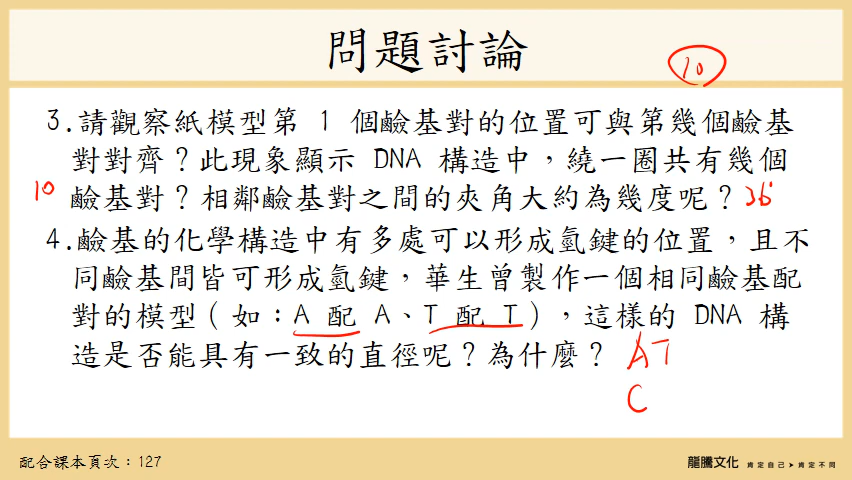 問題討論
10
3.請觀察紙模型第 1 個鹼基對的位置可與第幾個鹼基
對對齊？此現象顯示 DNA 構造中，繞一圈共有幾個
10 鹼基對？相鄰鹼基對之間的夾角大約為幾度呢？36°
4.鹼基的化學構造中有多處可以形成氫鍵的位置，且不
同鹼基間皆可形成氫鍵，華生曾製作一個相同鹼基配
對的模型（如：A 配 A、T 配 T），這樣的 DNA 構
造是否能具有一致的直徑呢？為什麼？ AT
C
配合課本頁次：127
龍騰文化 肯定自己➤肯定不同